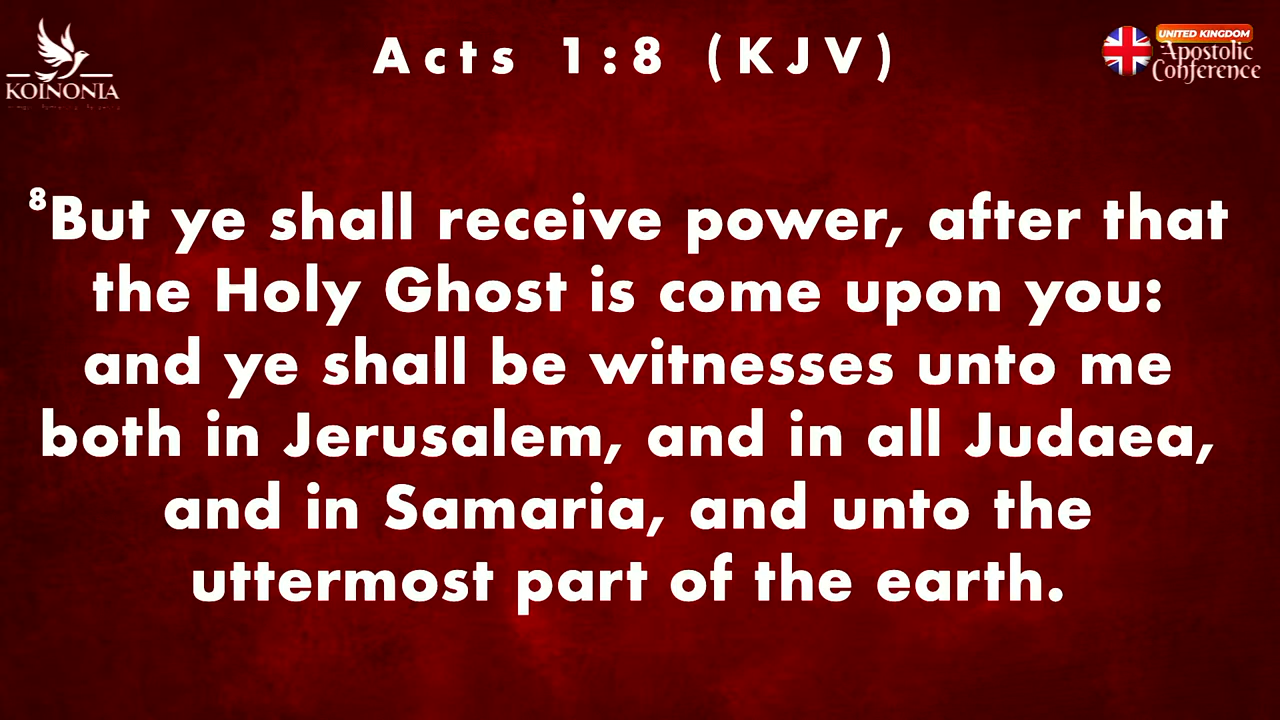 KOINONIA
Acts 1:8 (KJV)
UNITED KINGDOM
Apostolic
Conference
⁸But ye shall receive power, after that
the Holy Ghost is come upon you:
and ye shall be witnesses unto me
both in Jerusalem, and in all Judaea,
and in Samaria, and unto the
uttermost part of the earth.